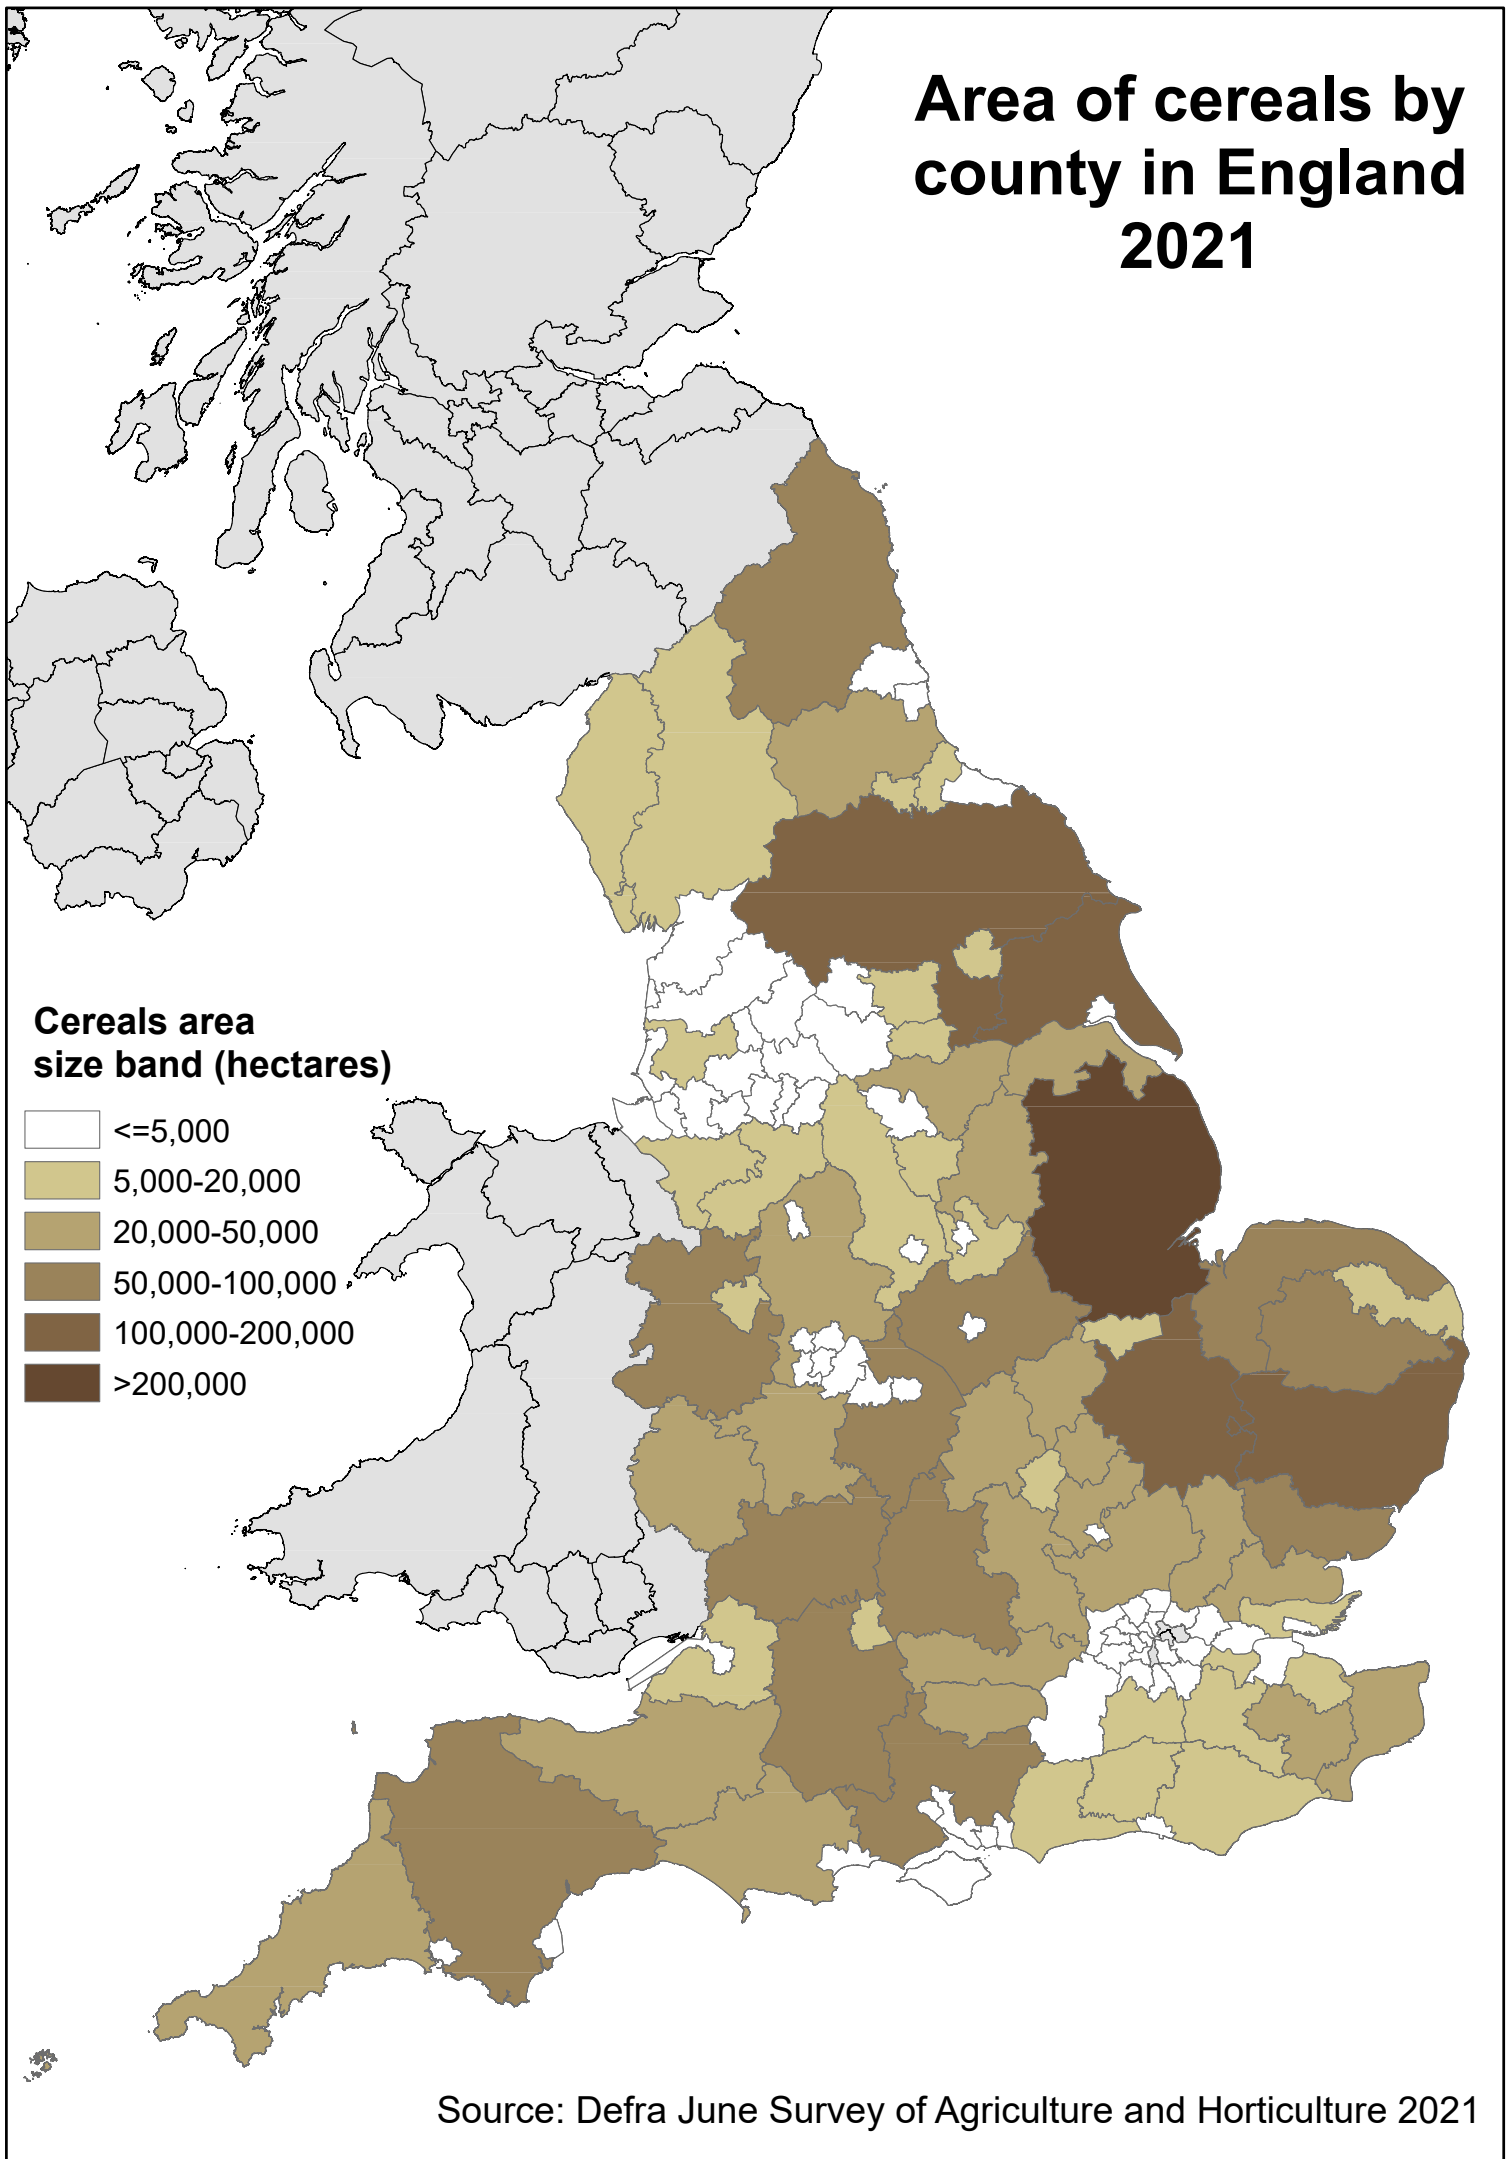 Area of cereals by
county in England
2021
Cereals area
size band (hectares)
<=5,000
5,000-20,000
20,000-50,000
50,000-100,000
100,000-200,000
>200,000
Source: Defra June Survey of Agriculture and Horticulture 2021